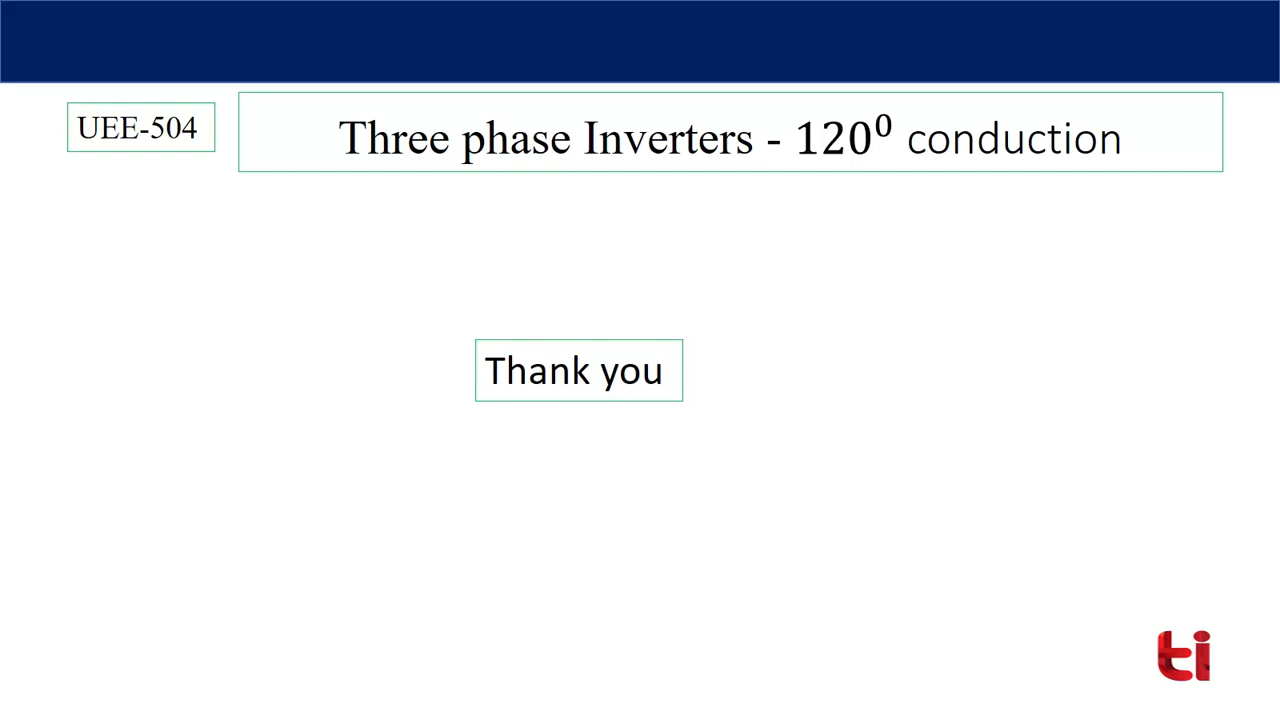 UEE-504
Three phase Inverters - 120⁰ conduction
Thank you
ti